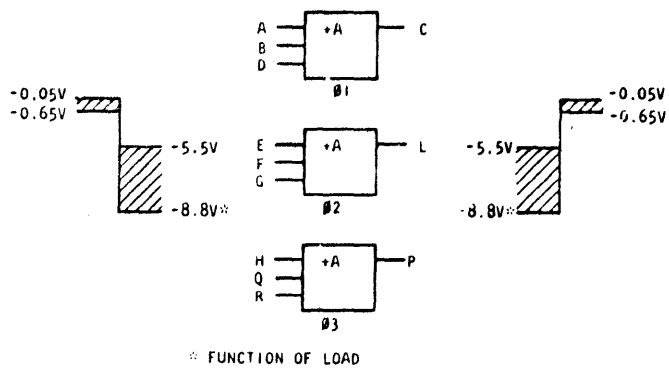 A +A C
B
D
Ø1
-0.05V
-0.65V
-5.5V
-8.8V*
E +A L
F
G
Ø2
-0.05V
-0.65V
-5.5V
-8.8V*
H +A P
Q
R
Ø3
* FUNCTION OF LOAD